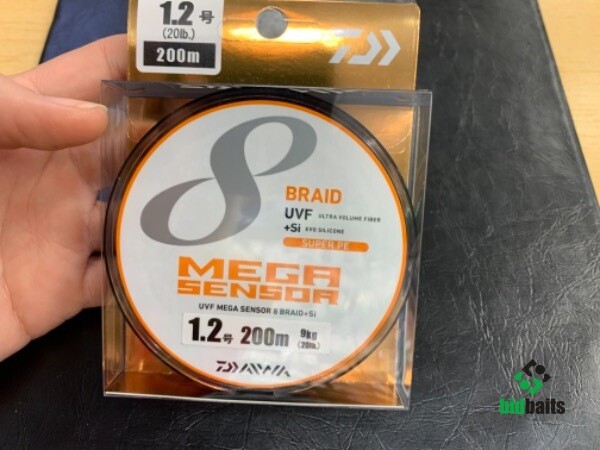 1.2号
(20lb.)
200m
8
BRAID
UVF ULTRA VOLUME FIBER
+Si EVO SILICONE
SUPER PE
MEGA
SENSOR
UVF MEGA SENSOR 8 BRAID+Si
1.2号 200m 9kg
(20lb.)
DAIWA
bidbaits